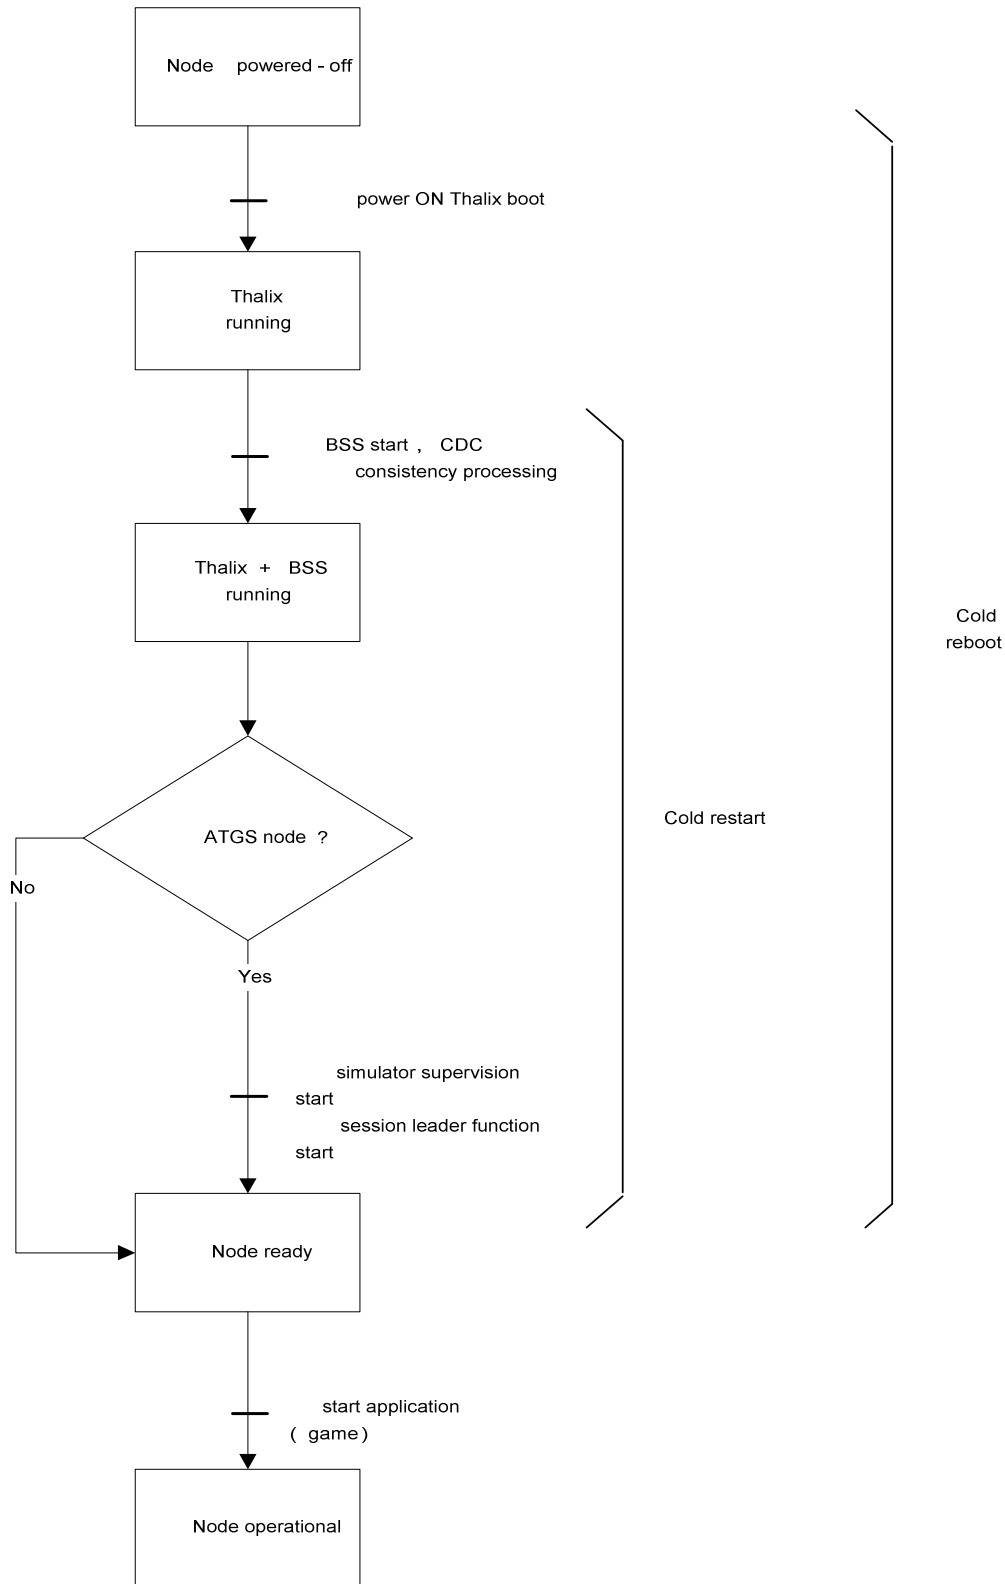 Node powered - off
power ON Thalix boot
Thalix
running
BSS start , CDC
consistency processing
Thalix + BSS
running
Cold
reboot
Cold restart
ATGS node ?
No
Yes
simulator supervision
start
session leader function
start
Node ready
start application
( game)
Node operational